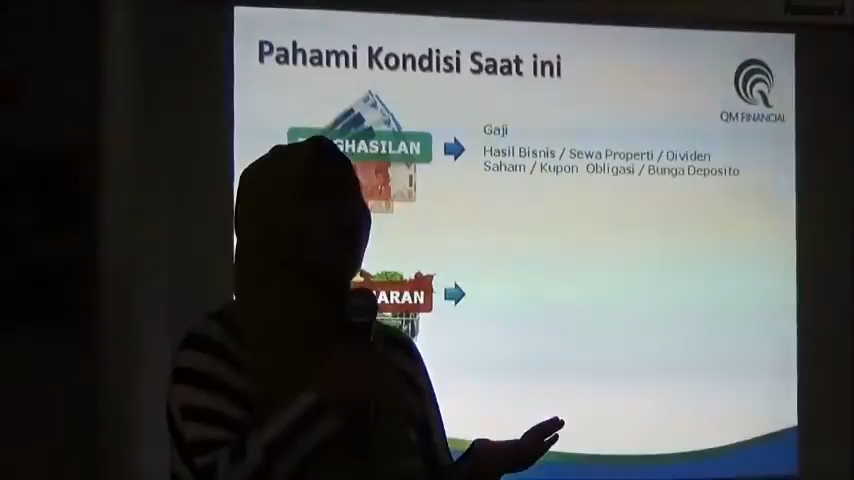 Pahami Kondisi Saat ini
QM FINANCIAL
GHASILAN
Gaji
Hasil Bisnis / Sewa Properti / Dividen
Saham / Kupon Obligasi / Bunga Deposito
ARAN